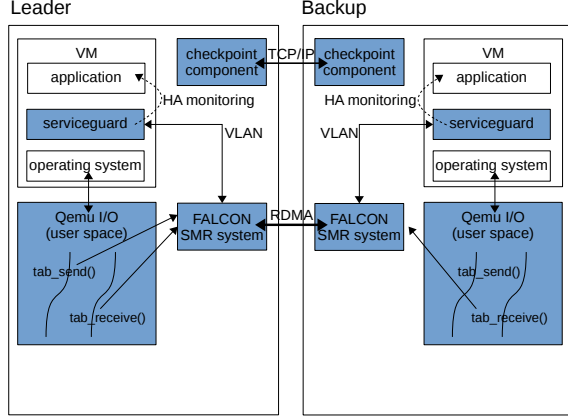 Leader
Backup
VM
application
HA monitoring
serviceguard
operating system
checkpoint
component
TCP/IP
checkpoint
component
VM
application
HA monitoring
serviceguard
operating system
VLAN
VLAN
Qemu I/O
(user space)
tab_send()
tab_receive()
FALCON
SMR system
RDMA
FALCON
SMR system
Qemu I/O
(user space)
tab_send()
tab_receive()